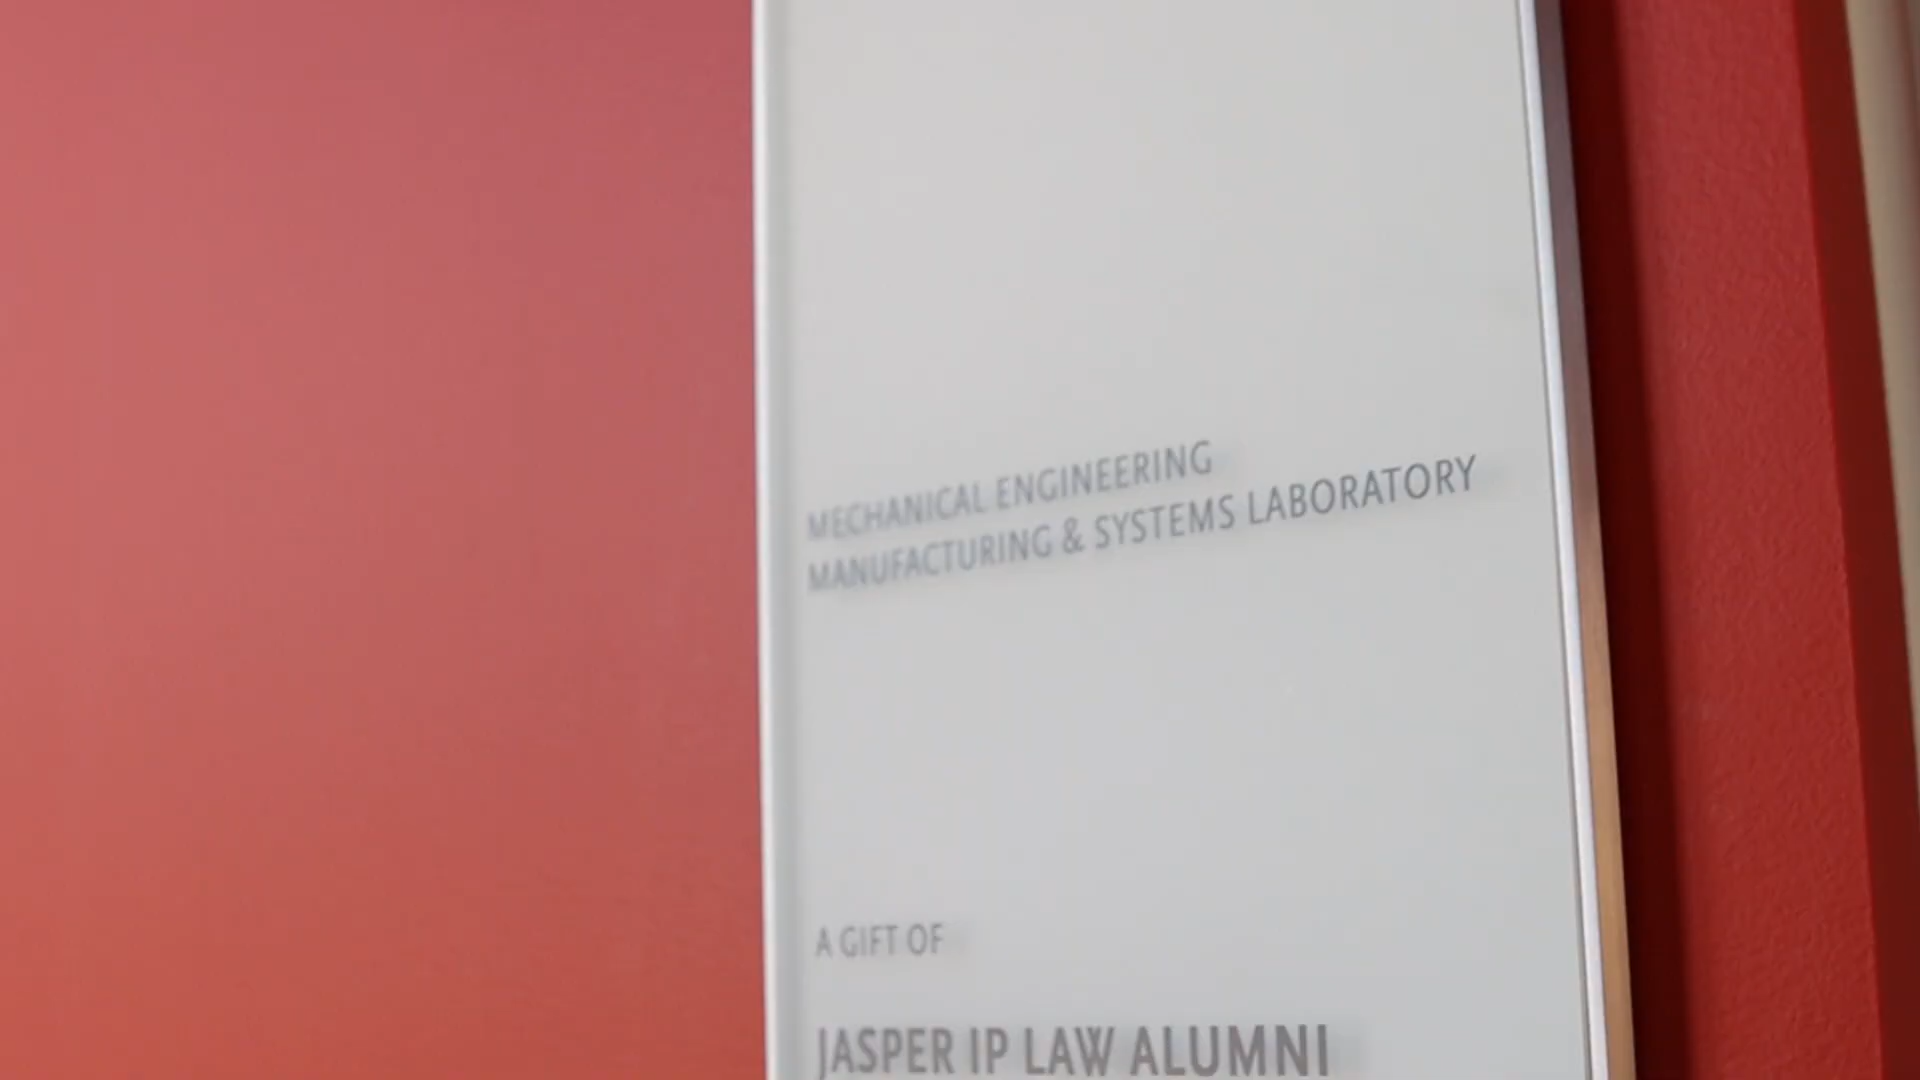 MECHANICAL ENGINEERING
MANUFACTURING & SYSTEMS LABORATORY
A GIFT OF
JASPER IP LAW ALUMNI